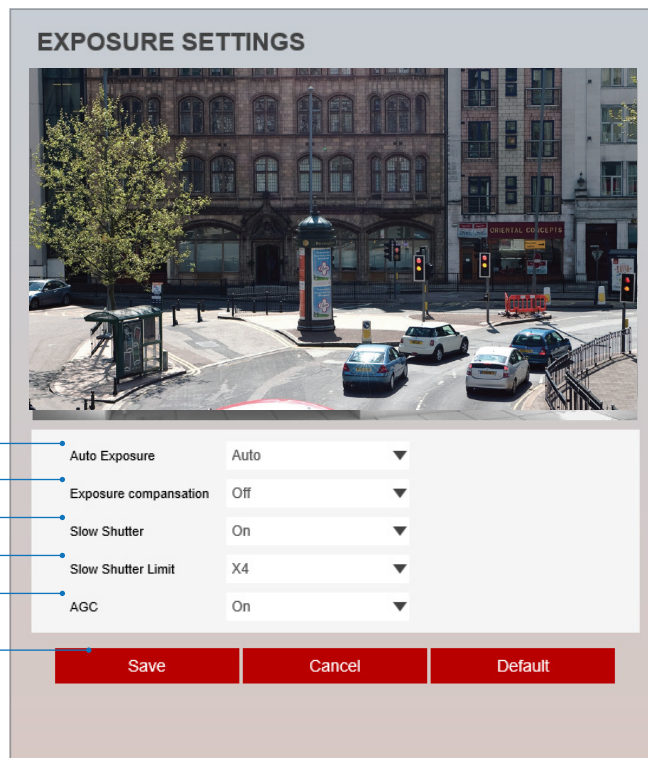 EXPOSURE SETTINGS
ORIENTAL CONCEPTS
Auto Exposure Auto
Exposure compansation Off
Slow Shutter On
Slow Shutter Limit X4
AGC On
Save Cancel Default